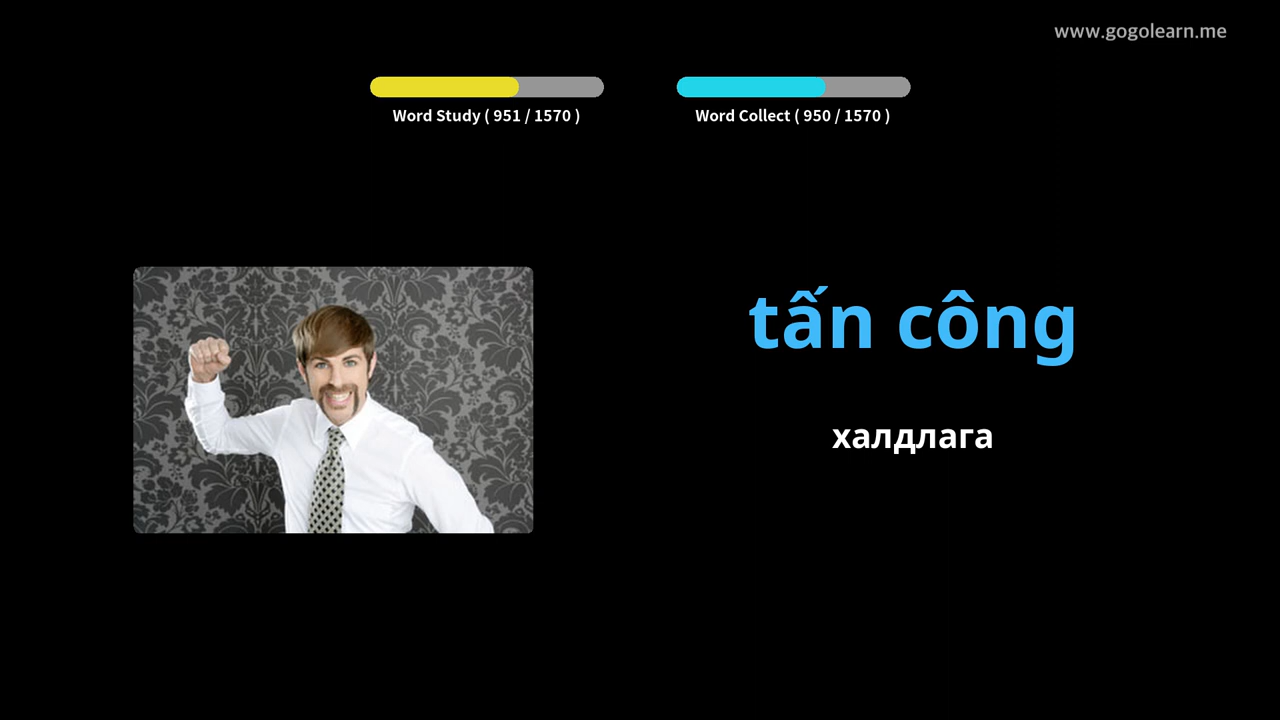 www.gogolearn.me
Word Study ( 951 / 1570 )
Word Collect ( 950 / 1570 )
tấn công
халдлага